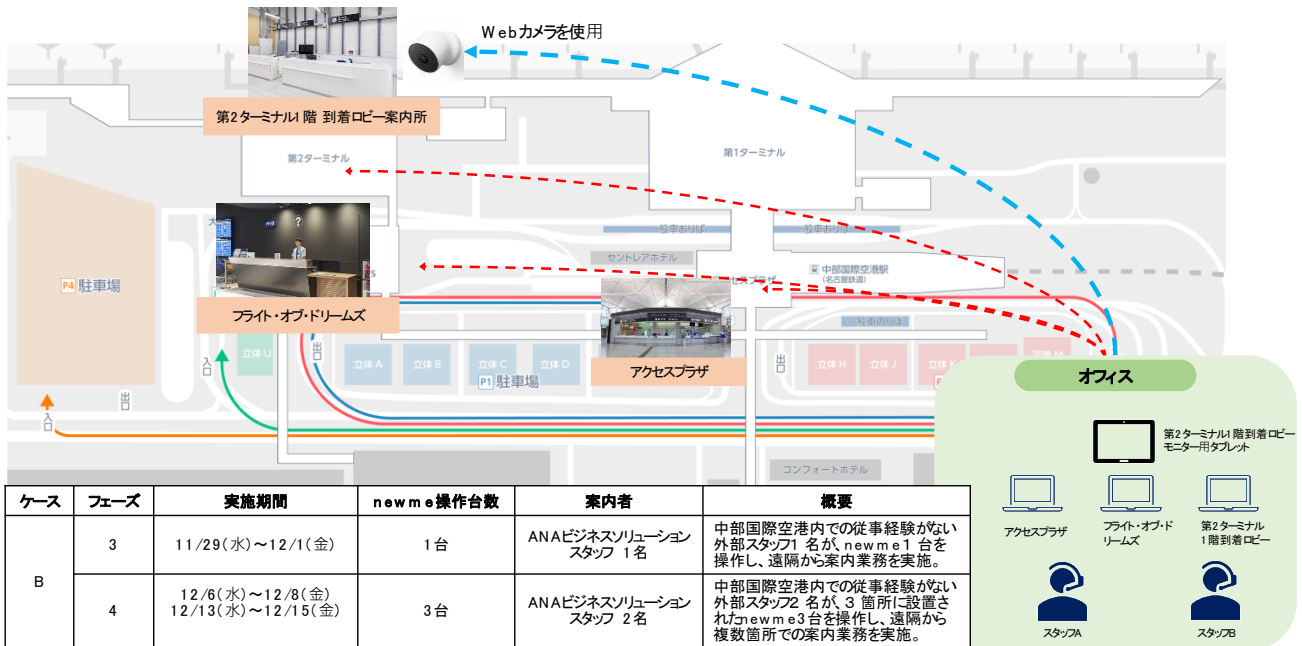 Webカメラを使用
第2ターミナル1階 到着ロビー案内所
第2ターミナル
第1ターミナル
一般車おりば
一般車おりば
セントレアホテル
中部国際空港駅
(名古屋鉄道)
P4 駐車場
フライト・オブ・ドリームズ
アクセスプラザ
一般車のりば
立体U
立体A
立体B
立体C
立体D
立体H
立体J
P1 駐車場
入口
出口
出口
入口
出口
コンフォートホテル
オフィス
第2ターミナル1階到着ロビー
モニター用タブレット
アクセスプラザ
フライト・オブ・ド
リームズ
第2ターミナル
1階到着ロビー
スタッフA
スタッフB
ケース フェーズ 実施期間 newme操作台数 案内者 概要
B
3 11/29(水)~12/1(金) 1台 ANAビジネスソリューション
スタッフ 1名
中部国際空港内での従事経験がない
外部スタッフ1 名が、newme1 台を
操作し、遠隔から案内業務を実施。
4 12/6(水)~12/8(金)
12/13(水)~12/15(金)
3台 ANAビジネスソリューション
スタッフ 2名
中部国際空港内での従事経験がない
外部スタッフ2 名が、3 箇所に設置さ
れたnewme3台を操作し、遠隔から
複数箇所での案内業務を実施。